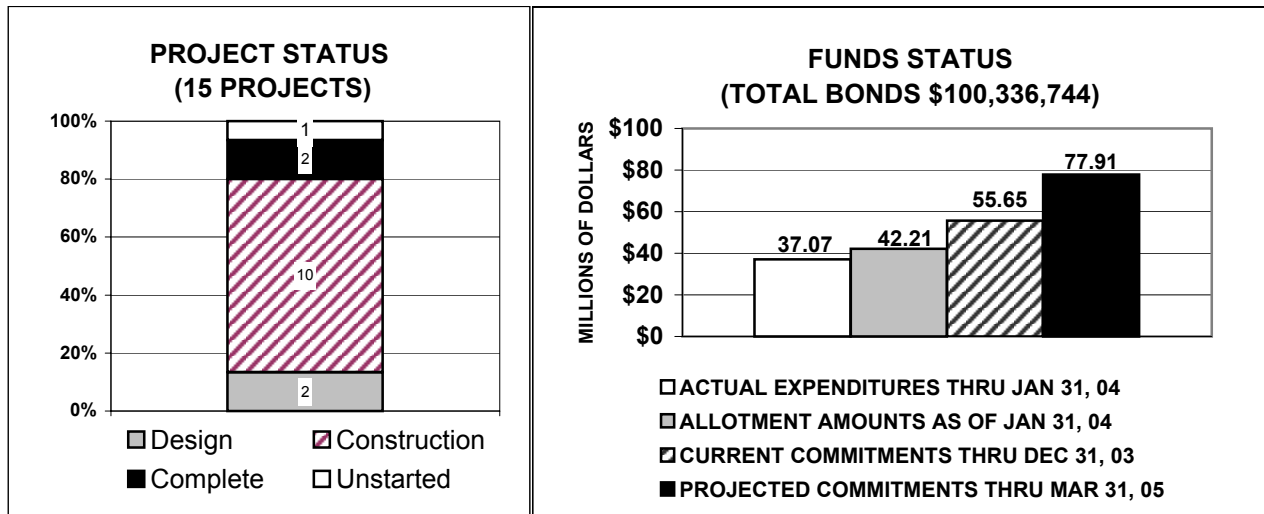 PROJECT STATUS
(15 PROJECTS)
100%
80%
60%
40%
20%
0%
1
2
10
2
Design
Construction
Complete
Unstarted
FUNDS STATUS
(TOTAL BONDS $100,336,744)
MILLIONS OF DOLLARS
$100
$80
$60
$40
$20
$0
37.07
42.21
55.65
77.91
ACTUAL EXPENDITURES THRU JAN 31, 04
ALLOTMENT AMOUNTS AS OF JAN 31, 04
CURRENT COMMITMENTS THRU DEC 31, 03
PROJECTED COMMITMENTS THRU MAR 31, 05